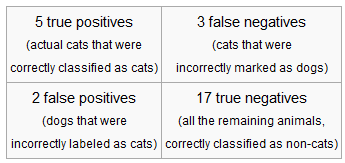 5 true positives
(actual cats that were
correctly classified as cats)
3 false negatives
(cats that were
incorrectly marked as dogs)
2 false positives
(dogs that were
incorrectly labeled as cats)
17 true negatives
(all the remaining animals,
correctly classified as non-cats)